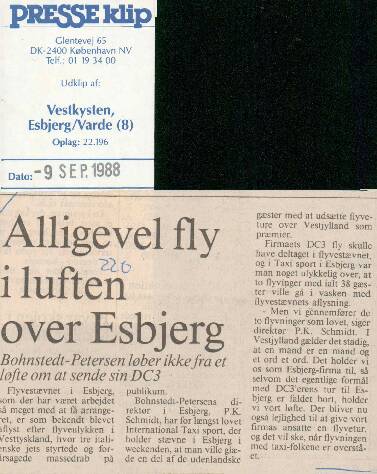 PRESSE klip
Glentevej 65
DK-2400 København NV
Telf.: 01 19 34 00
Udklip af:
Vestkysten,
Esbjerg/Varde (8)
Oplag: 22.196
Dato: -9 SEP. 1988
Alligevel fly
i luften
over Esbjerg
226
Bohnstedt-Petersen løber ikke fra et
løfte om at sende sin DC3
Flyvestævnet i Esbjerg,
som der har været arbejdet
så meget med at få arrange-
ret, er som bekendt blevet
aflyst efter flyveulykken i
Vesttyskland, hvor tre itali-
enske jets styrtede og for-
årsagede massedrab på
publikum.
Bohnstedt-Petersens di-
rektør i Esbjerg, P.K.
Schmidt, har for længst lovet
International Taxi sport, der
holder stævne i Esbjerg i
weekenden, at man ville glæ-
de en del af de udenlandske
gæster med at udsætte flyve-
ture over Vestjylland som
præmier.
Firmaets DC3 fly skulle
have deltaget i flyvestævnet,
og i Taxi sport i Esbjerg var
man noget ulykkelig over, at
to flyvinger med ialt 38 gæs-
ter ville gå i vasken med
flyvestævnets aflysning.
- Men vi gennemfører de
to flyvninger som lovet, siger
direktør P.K. Schmidt. I
Vestjylland gælder det stadig,
at en mand er en mand og
et ord et ord. Det holder vi
os som Esbjerg-firma til, så
selvom det egentlige formål
med DC3'erens tur til Es-
bjerg er faldet bort, holder
vi vort løfte. Der bliver nu
også lejlighed til at give vort
firmas ansatte en flyvetur,
og det vil ske, når flyvningen
med taxi-folkene er overstå-
et.